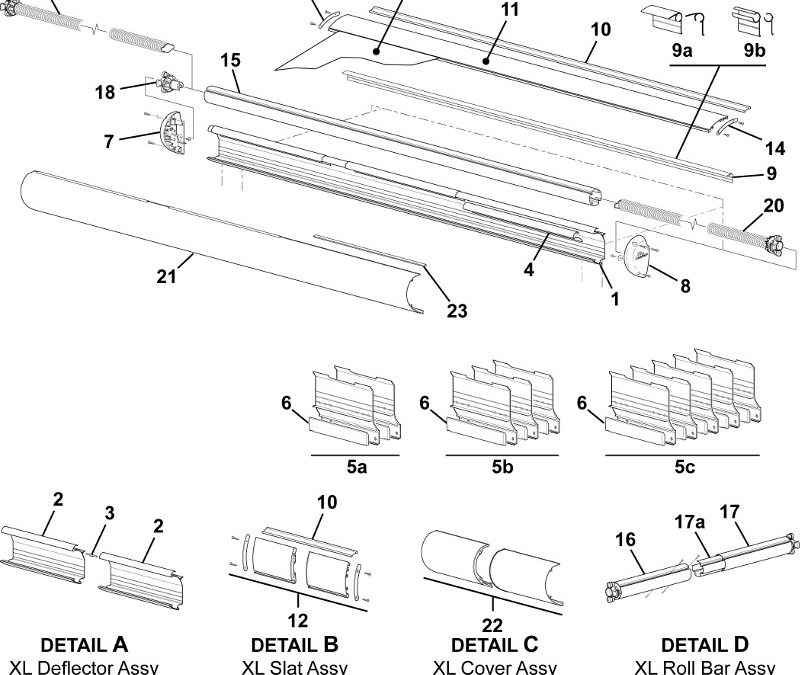 11
10
9a
9b
15
18
7
14
9
20
21
4
1
8
23
6
6
6
5a
5b
5c
2
3
2
10
12
22
16
17a
17
DETAIL A
DETAIL B
DETAIL C
DETAIL D
XL Deflector Assy
XL Slat Assy
XL Cover Assy
XL Roll Bar Assy